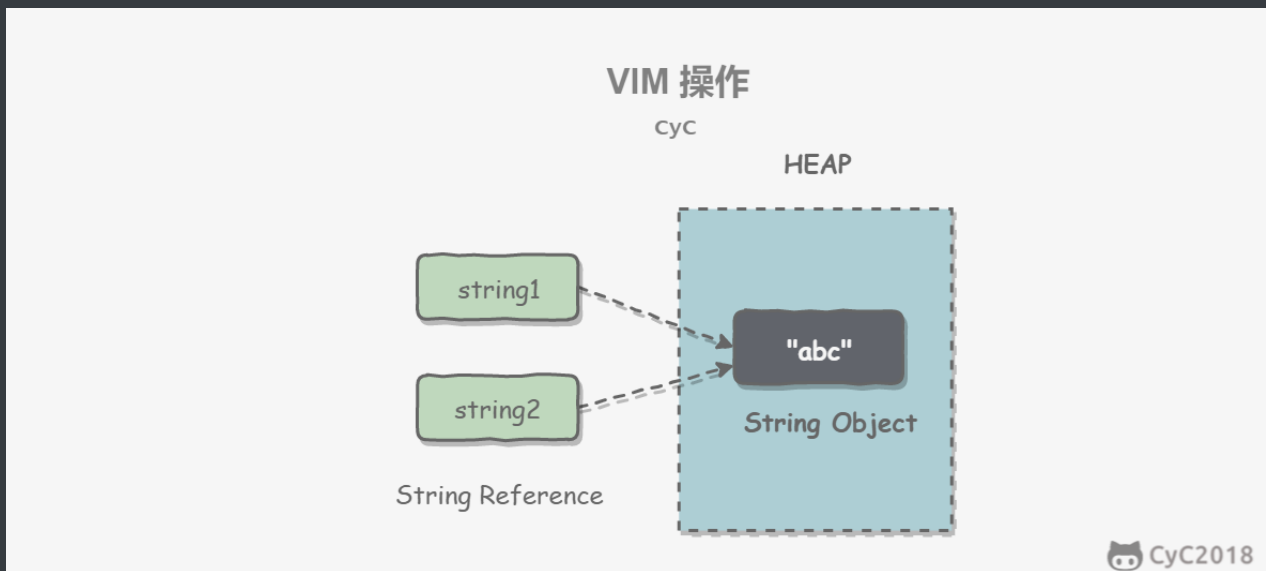 VIM 操作
CyC
HEAP
string1
"abc"
string2
String Object
String Reference
CyC2018